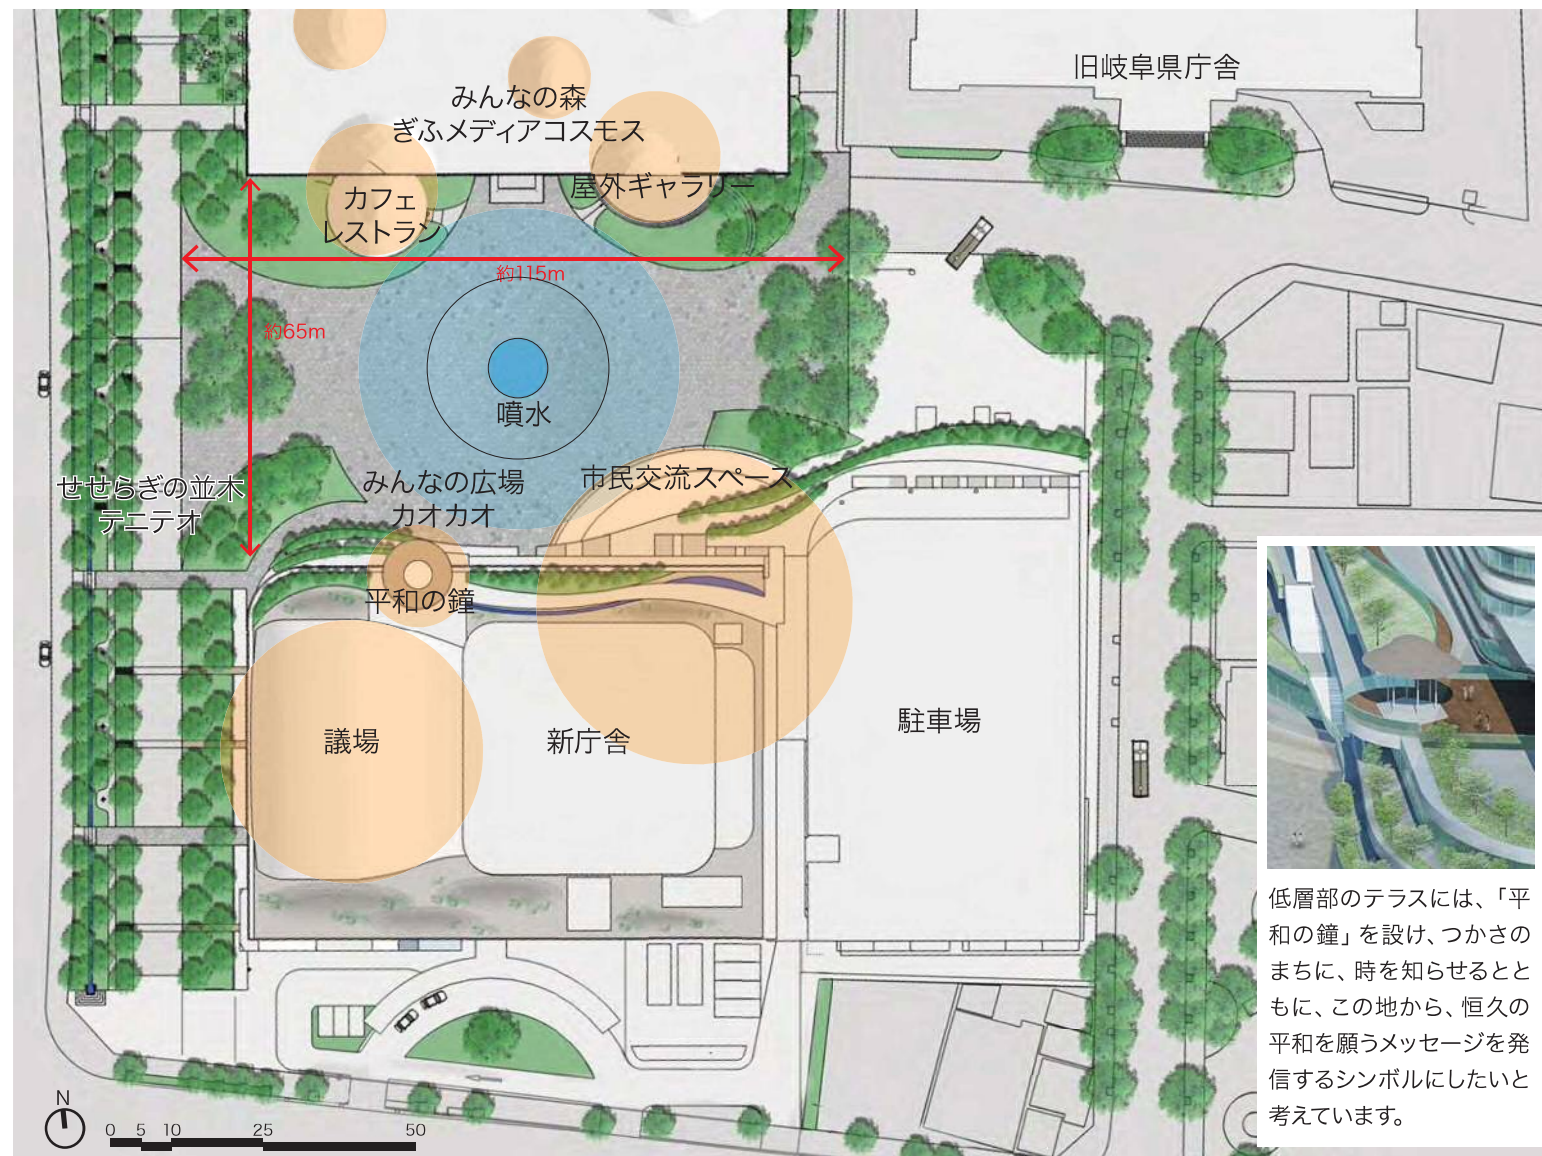 旧岐阜県庁舎
みんなの森
ぎふメディアコスモス
カフェ
レストラン
屋外ギャラリー
約115m
約65m
噴水
せせらぎの並木
テニテオ
みんなの広場
カオカオ
市民交流スペース
平和の鐘
議場
新庁舎
駐車場
低層部のテラスには、「平
和の鐘」を設け、つかさの
まちに、時を知らせるとと
もに、この地から、恒久の
平和を願うメッセージを発
信するシンボルにしたいと
考えています。
N
0 5 10 25 50